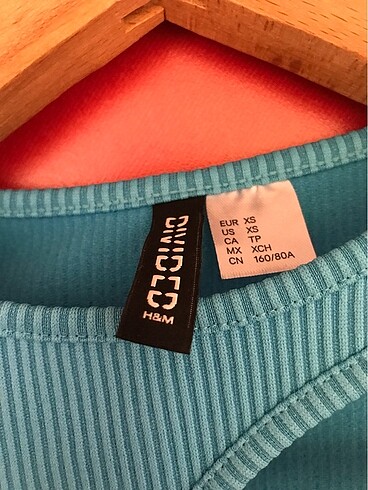 DIVIDED
H&M
EUR XS
US XS
CA TP
MX XCH
CN 160/80A